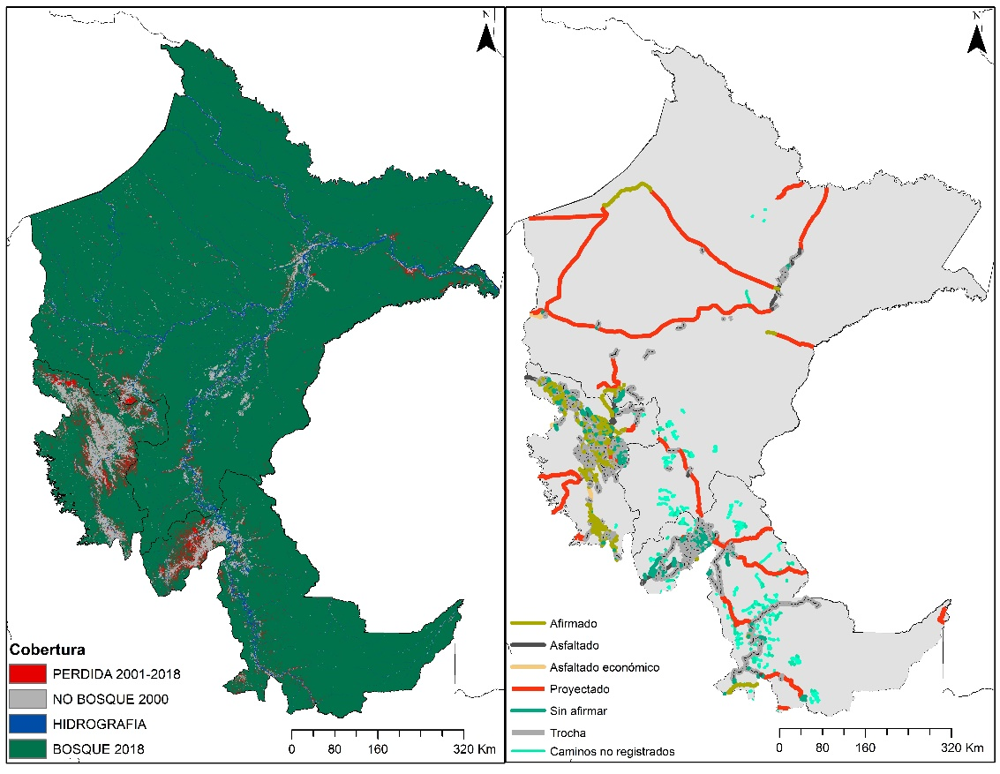 N
Cobertura
PERDIDA 2001-2018
NO BOSQUE 2000
HIDROGRAFIA
BOSQUE 2018
0 80 160 320 Km
N
Afirmado
Asfaltado
Asfaltado económico
Proyectado
Sin afirmar
Trocha
Caminos no registrados
0 80 160 320 Km